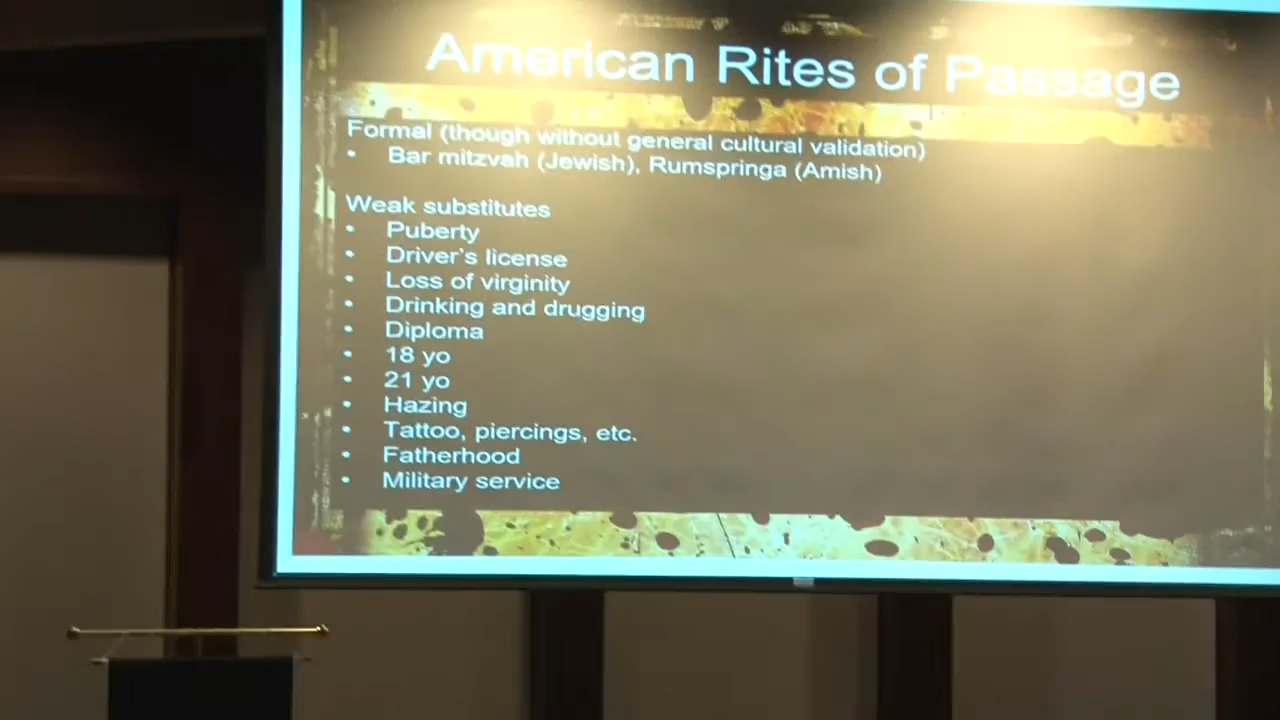 American Rites of Passage
Formal (though without general cultural validation)
• Bar mitzvah (Jewish), Rumspringa (Amish)
Weak substitutes
• Puberty
• Driver's license
• Loss of virginity
• Drinking and drugging
• Diploma
• 18 yo
• 21 yo
• Hazing
• Tattoo, piercings, etc.
• Fatherhood
• Military service